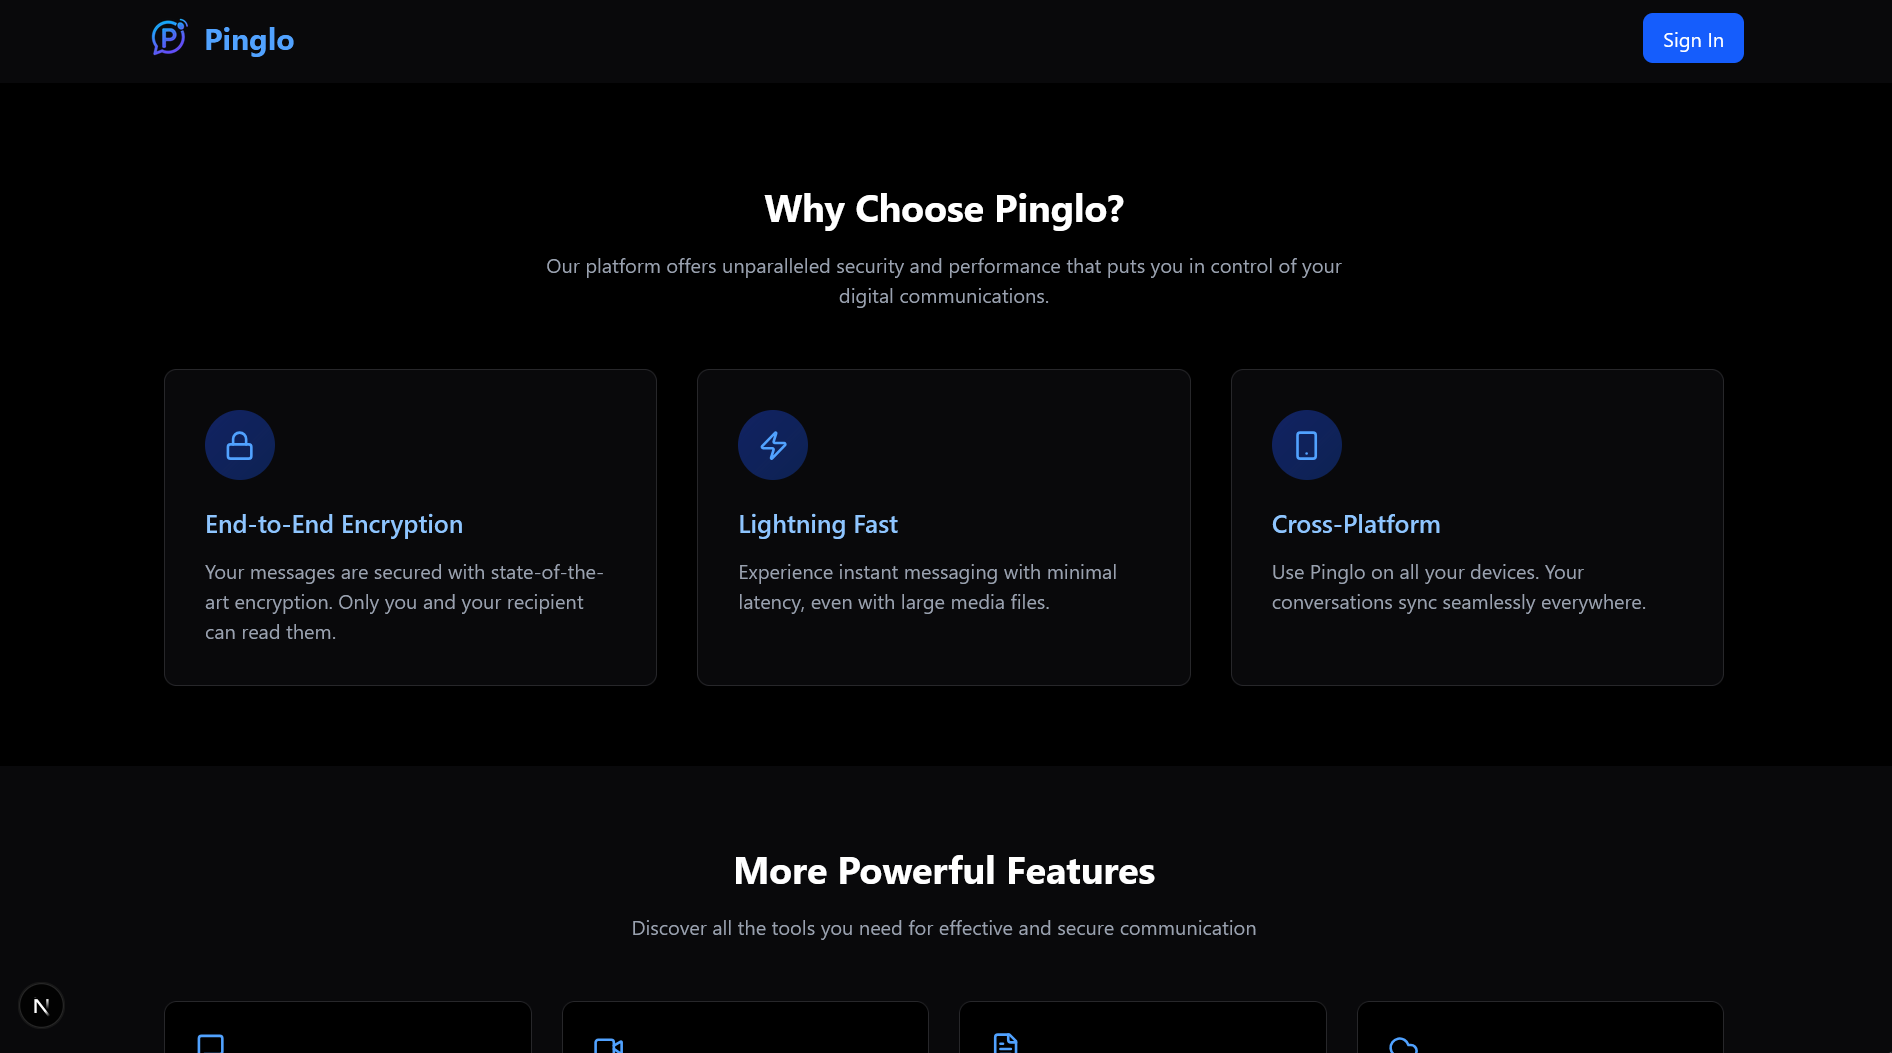 Pinglo
Sign In
Why Choose Pinglo?
Our platform offers unparalleled security and performance that puts you in control of your
digital communications.
End-to-End Encryption
Your messages are secured with state-of-the-
art encryption. Only you and your recipient
can read them.
Lightning Fast
Experience instant messaging with minimal
latency, even with large media files.
Cross-Platform
Use Pinglo on all your devices. Your
conversations sync seamlessly everywhere.
More Powerful Features
Discover all the tools you need for effective and secure communication
N